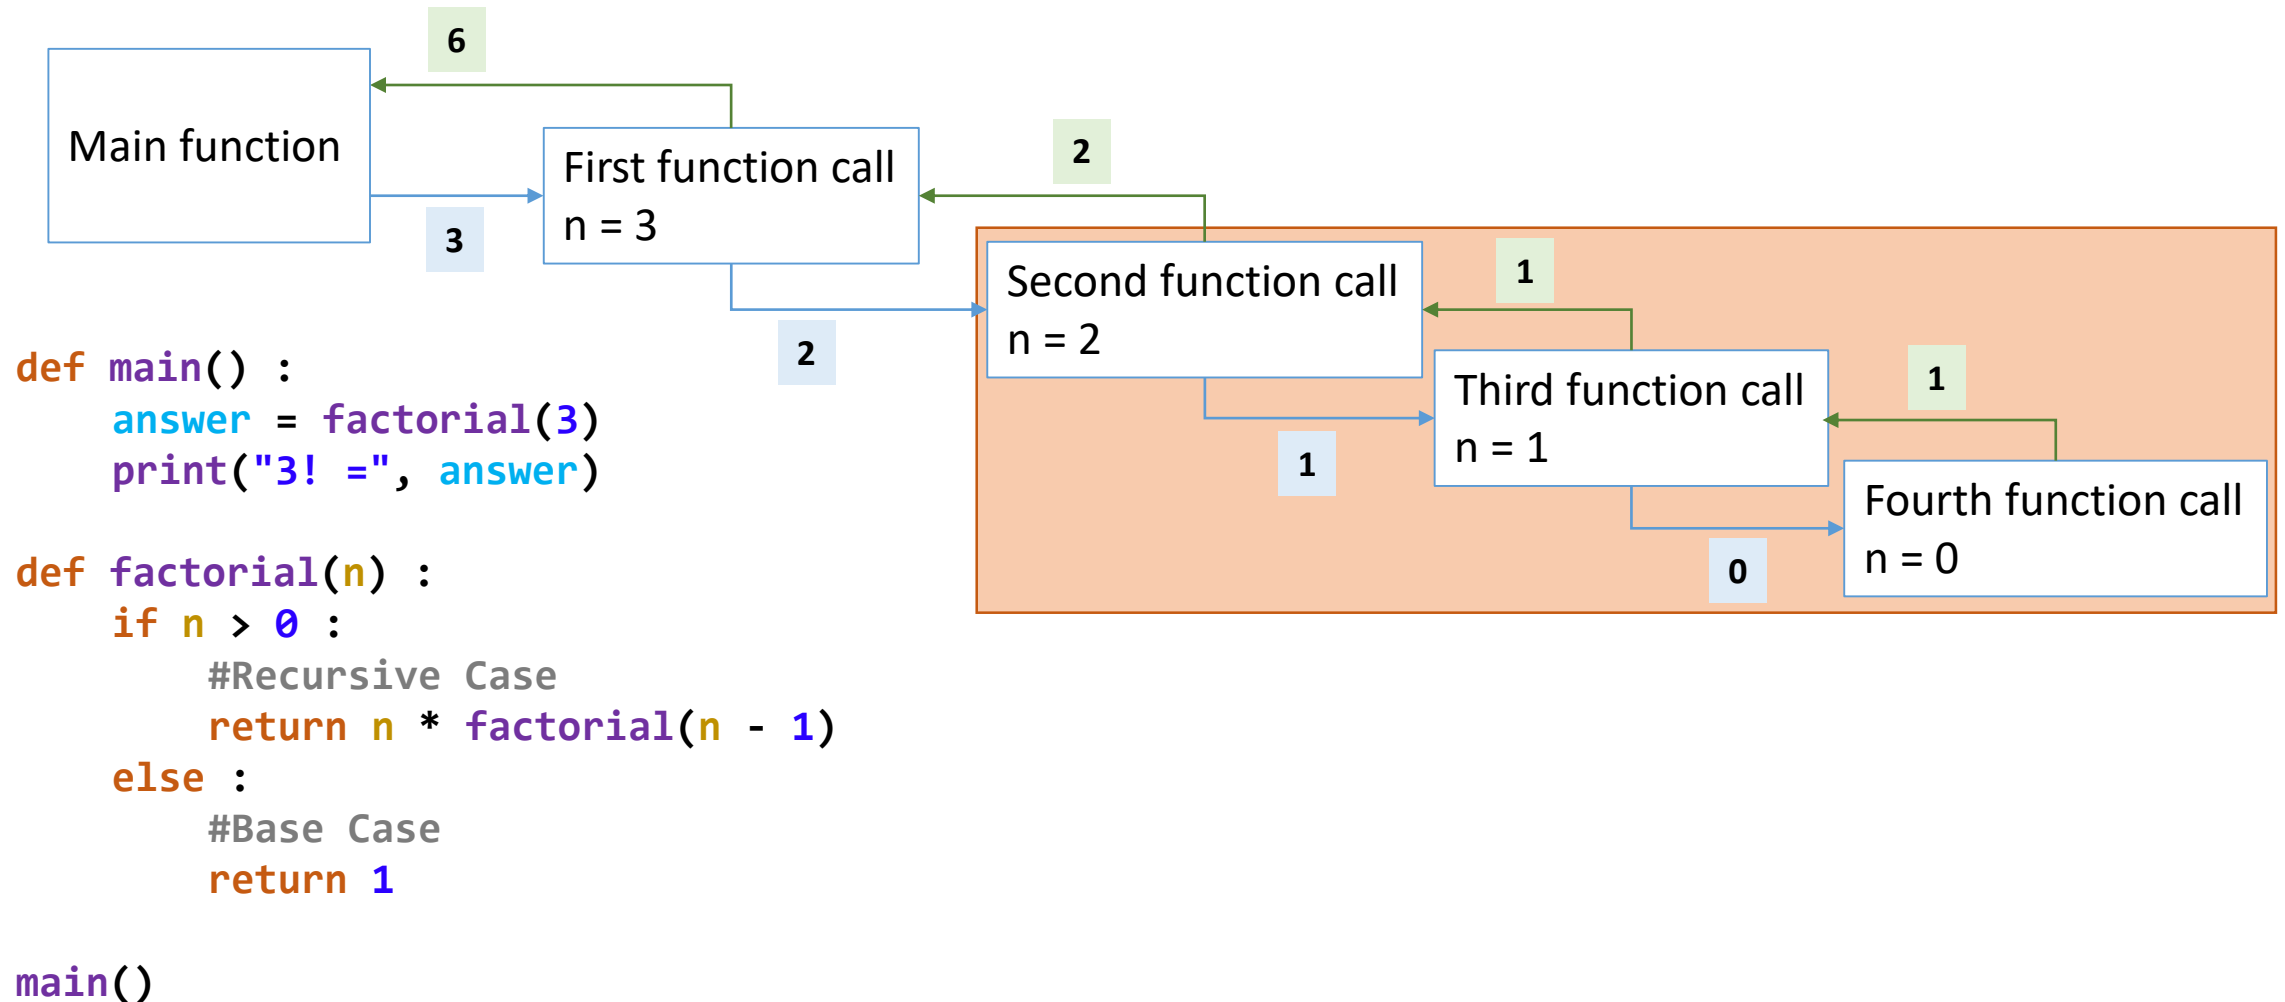 6
Main function
First function call
n = 3
2
3
Second function call
n = 2
1
2
Third function call
n = 1
1
1
Fourth function call
n = 0
0
def main() :
    answer = factorial(3)
    print("3! =", answer)
def factorial(n) :
    if n > 0 :
        #Recursive Case
        return n * factorial(n - 1)
    else :
        #Base Case
        return 1
main()